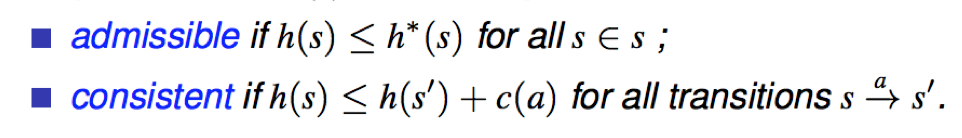 ■ admissible if h(s) ≤ h*(s) for all s ∈ s ;
■ consistent if h(s) ≤ h(s′) + c(a) for all transitions s →ᵃ s′.